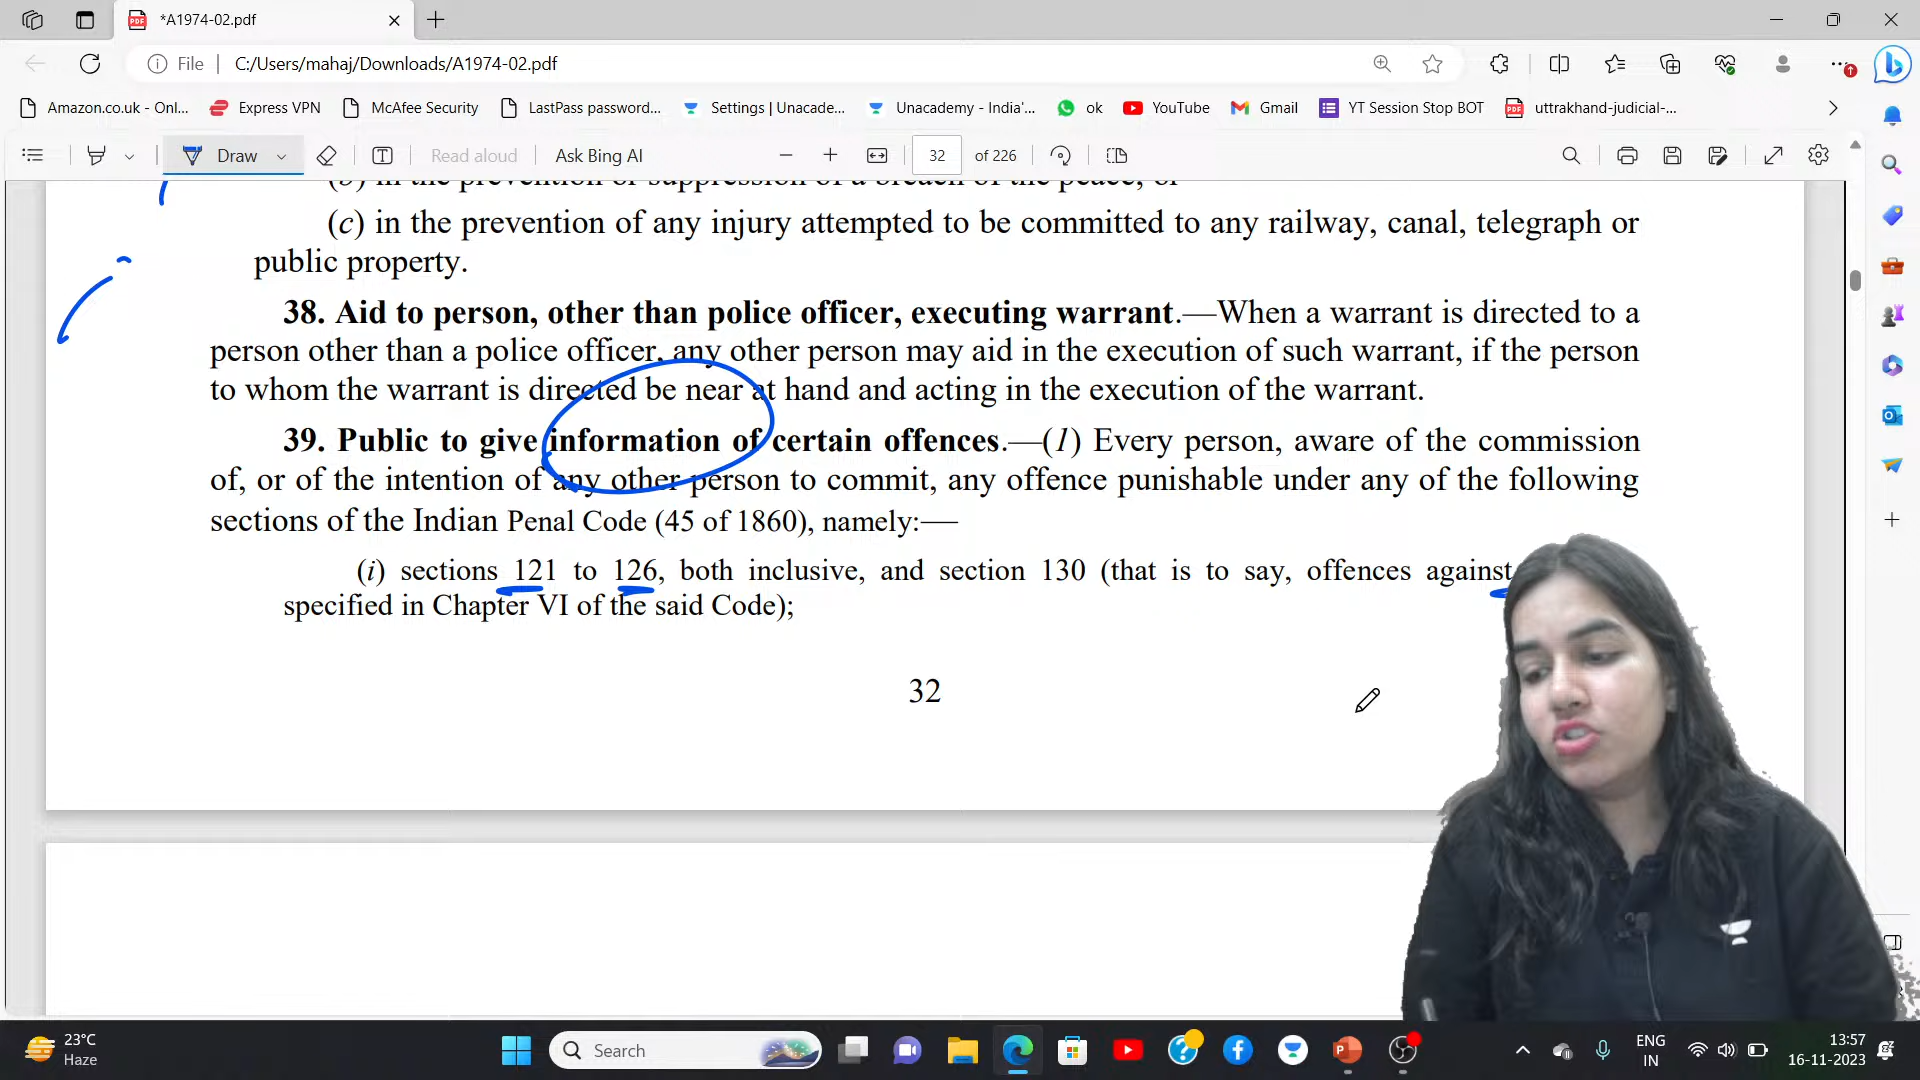 *A1974-02.pdf
File C:/Users/mahaj/Downloads/A1974-02.pdf
Amazon.co.uk - Onl... Express VPN McAfee Security LastPass password... Settings | Unacade... Unacademy - India'... ok YouTube Gmail YT Session Stop BOT uttrakhand-judicial-...
Draw Read aloud Ask Bing AI 32 of 226
(c) in the prevention of any injury attempted to be committed to any railway, canal, telegraph or
public property.
38. Aid to person, other than police officer, executing warrant.—When a warrant is directed to a
person other than a police officer, any other person may aid in the execution of such warrant, if the person
to whom the warrant is directed be near at hand and acting in the execution of the warrant.
39. Public to give information of certain offences.—(1) Every person, aware of the commission
of, or of the intention of any other person to commit, any offence punishable under any of the following
sections of the Indian Penal Code (45 of 1860), namely:—
(i) sections 121 to 126, both inclusive, and section 130 (that is to say, offences against
specified in Chapter VI of the said Code);
32
23°C
Haze
Search
ENG
IN
13:57
16-11-2023